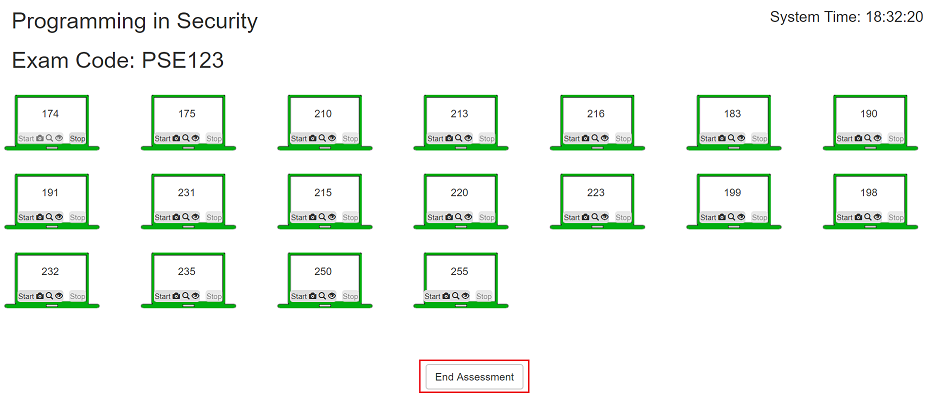 Programming in Security
System Time: 18:32:20
Exam Code: PSE123
174 175 210 213 216 183 190
Start Stop Start Stop Start Stop Start Stop Start Stop Start Stop Start Stop
191 231 215 220 223 199 198
Start Stop Start Stop Start Stop Start Stop Start Stop Start Stop Start Stop
232 235 250 255
Start Stop Start Stop Start Stop Start Stop
End Assessment